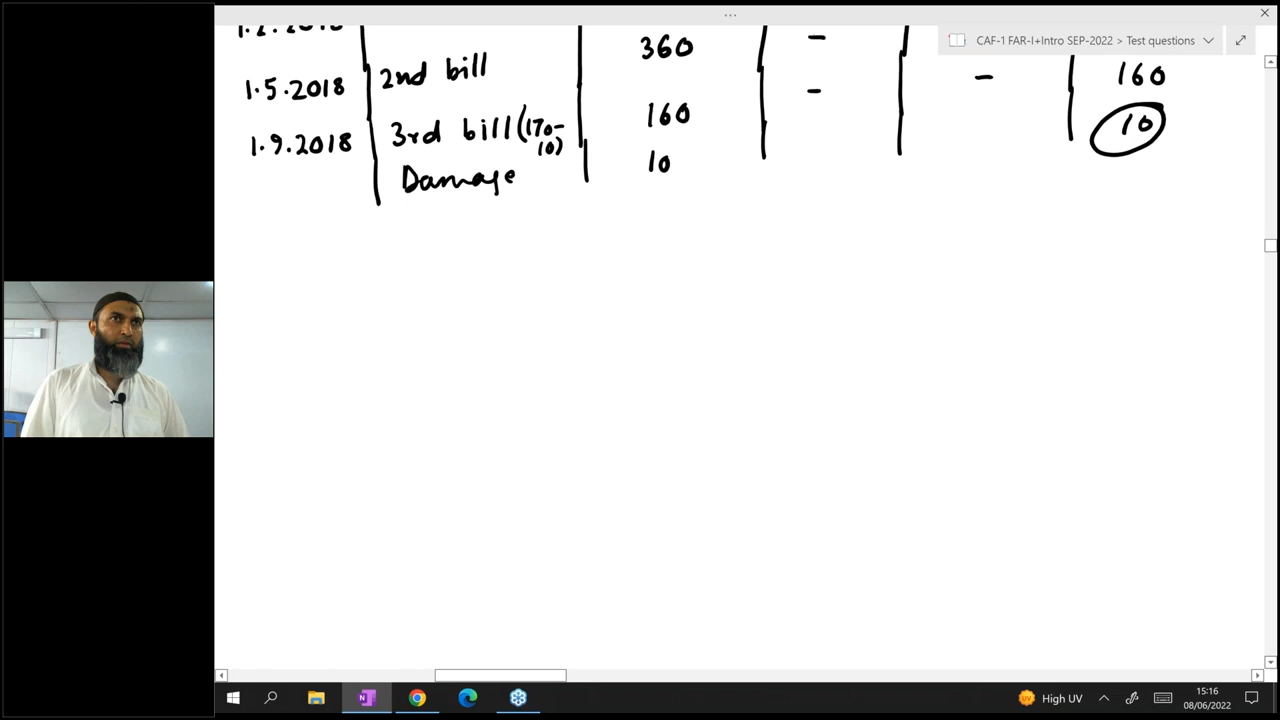 CAF-1 FAR-I+Intro SEP-2022 > Test questions
360 -
1.5.2018 2nd bill - - 160
1.9.2018 3rd bill (170-10) 160 10
Damage 10
High UV
15:16
08/06/2022